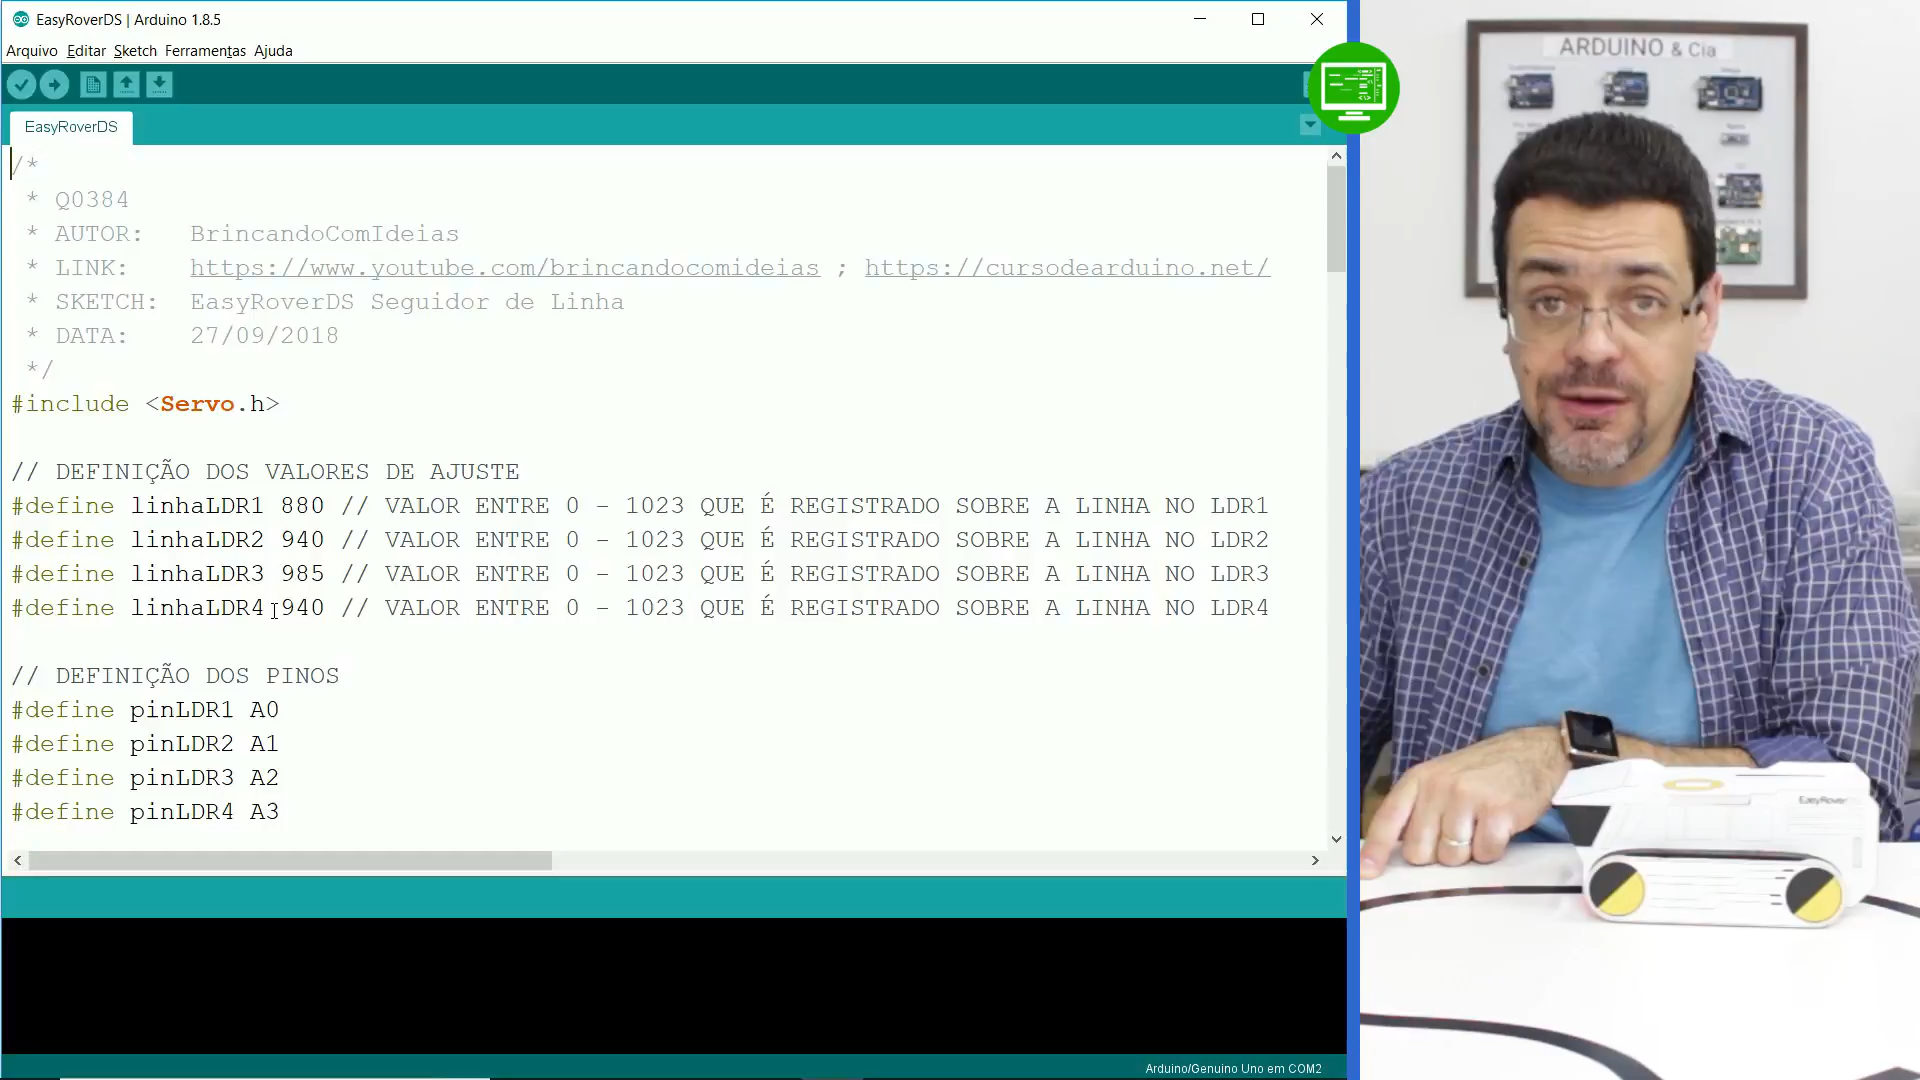 EasyRoverDS | Arduino 1.8.5
Arquivo Editar Sketch Ferramentas Ajuda
EasyRoverDS
/*
* Q0384
* AUTOR: BrincandoComIdeias
* LINK: https://www.youtube.com/brincandocomideias ; https://cursodearduino.net/
* SKETCH: EasyRoverDS Seguidor de Linha
* DATA: 27/09/2018
*/
#include <Servo.h>
// DEFINIÇÃO DOS VALORES DE AJUSTE
#define linhaLDR1 880 // VALOR ENTRE 0 - 1023 QUE É REGISTRADO SOBRE A LINHA NO LDR1
#define linhaLDR2 940 // VALOR ENTRE 0 - 1023 QUE É REGISTRADO SOBRE A LINHA NO LDR2
#define linhaLDR3 985 // VALOR ENTRE 0 - 1023 QUE É REGISTRADO SOBRE A LINHA NO LDR3
#define linhaLDR4 940 // VALOR ENTRE 0 - 1023 QUE É REGISTRADO SOBRE A LINHA NO LDR4
// DEFINIÇÃO DOS PINOS
#define pinLDR1 A0
#define pinLDR2 A1
#define pinLDR3 A2
#define pinLDR4 A3
Arduino/Genuino Uno em COM2
ARDUINO & Cia
EasyRover